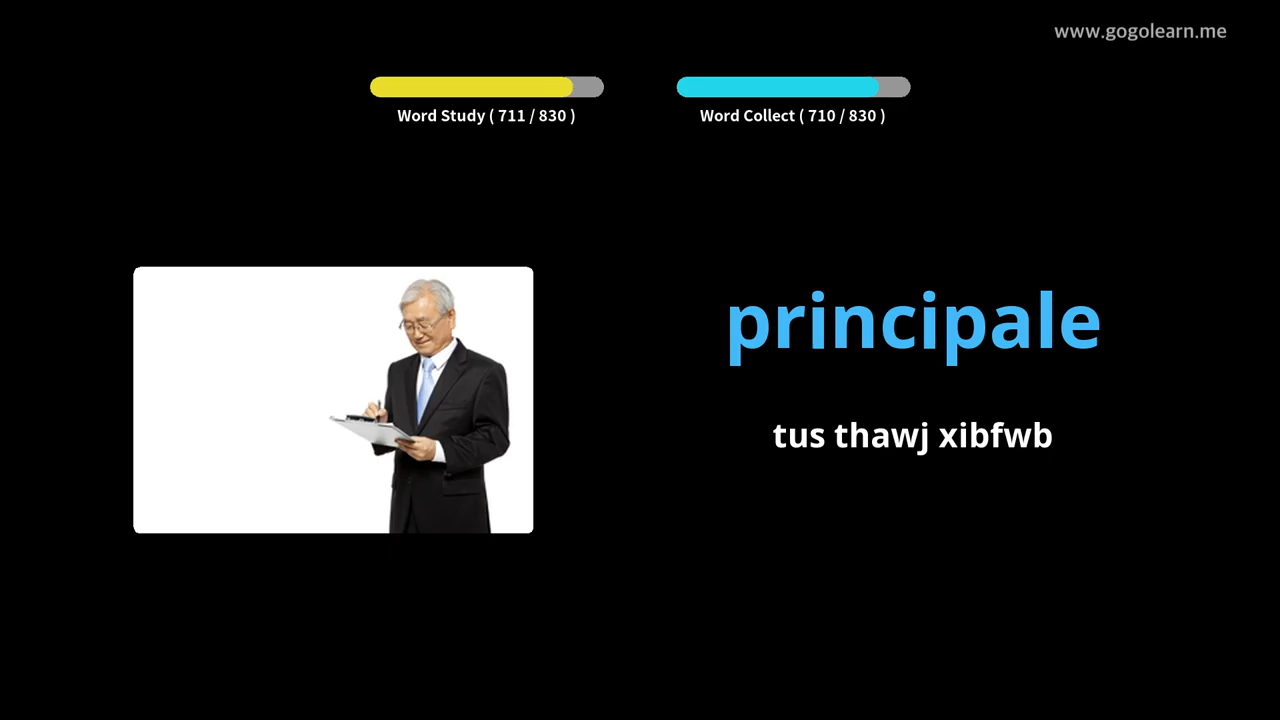 www.gogolearn.me
Word Study ( 711 / 830 )
Word Collect ( 710 / 830 )
principale
tus thawj xibfwb